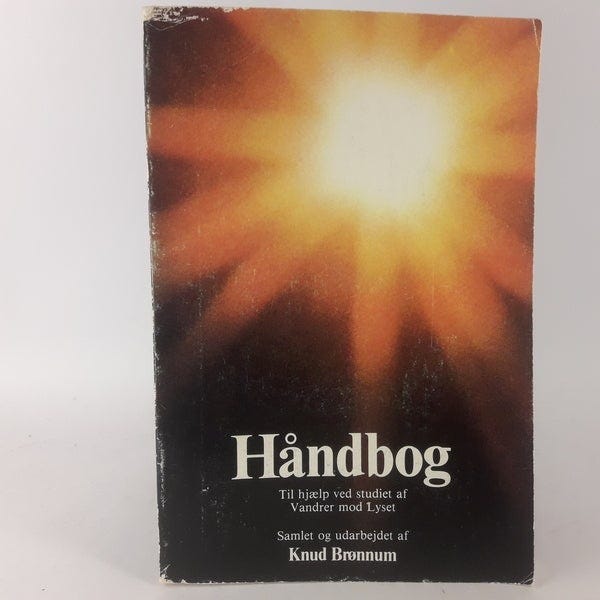 Håndbog
Til hjælp ved studiet af
Vandrer mod Lyset
Samlet og udarbejdet af
Knud Brønnum